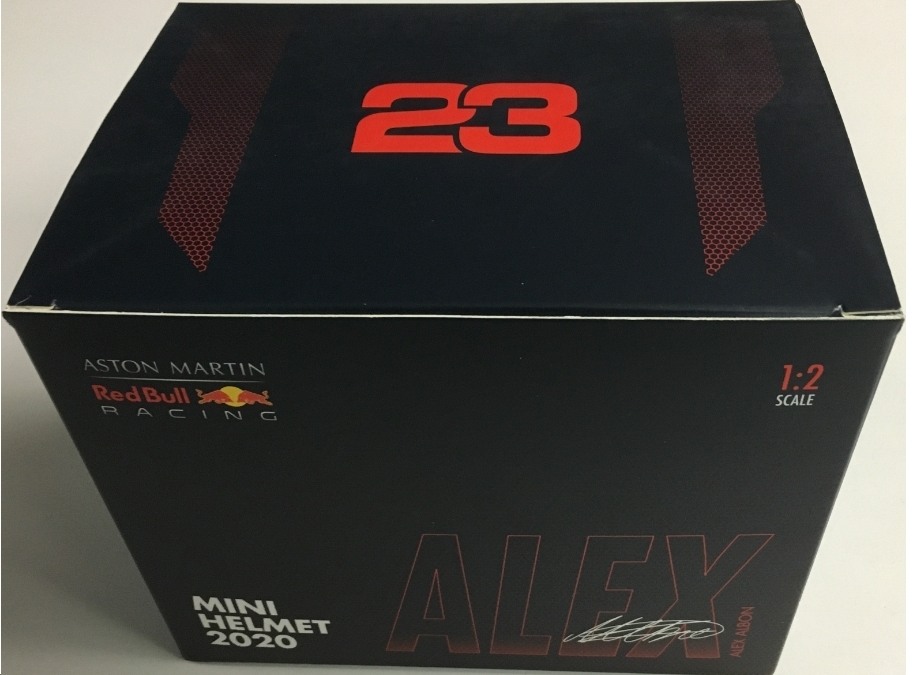 23
ASTON MARTIN
Red Bull
RACING
1:2
SCALE
MINI
HELMET
2020
ALEX
ALEX ALBON